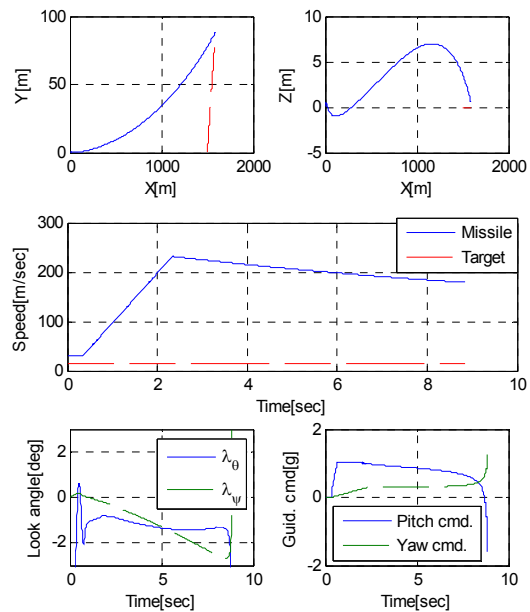 100
50
0
Y[m]
0
1000
2000
X[m]
10
5
0
-5
Z[m]
0
1000
2000
X[m]
300
200
100
0
Speed[m/sec]
Missile
Target
0
2
4
6
8
10
Time[sec]
2
0
-2
Look angle[deg]
λθ
λψ
0
5
10
Time[sec]
2
0
-2
Guid. cmd[g]
Pitch cmd.
Yaw cmd.
0
5
10
Time[sec]